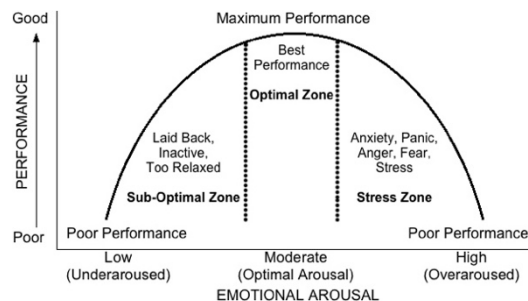 Good
Maximum Performance
Best
Performance
Optimal Zone
Laid Back,
Inactive,
Too Relaxed
Sub-Optimal Zone
Anxiety, Panic,
Anger, Fear,
Stress
Stress Zone
PERFORMANCE
Poor
Poor Performance
Poor Performance
Low
(Underaroused)
Moderate
(Optimal Arousal)
High
(Overaroused)
EMOTIONAL AROUSAL